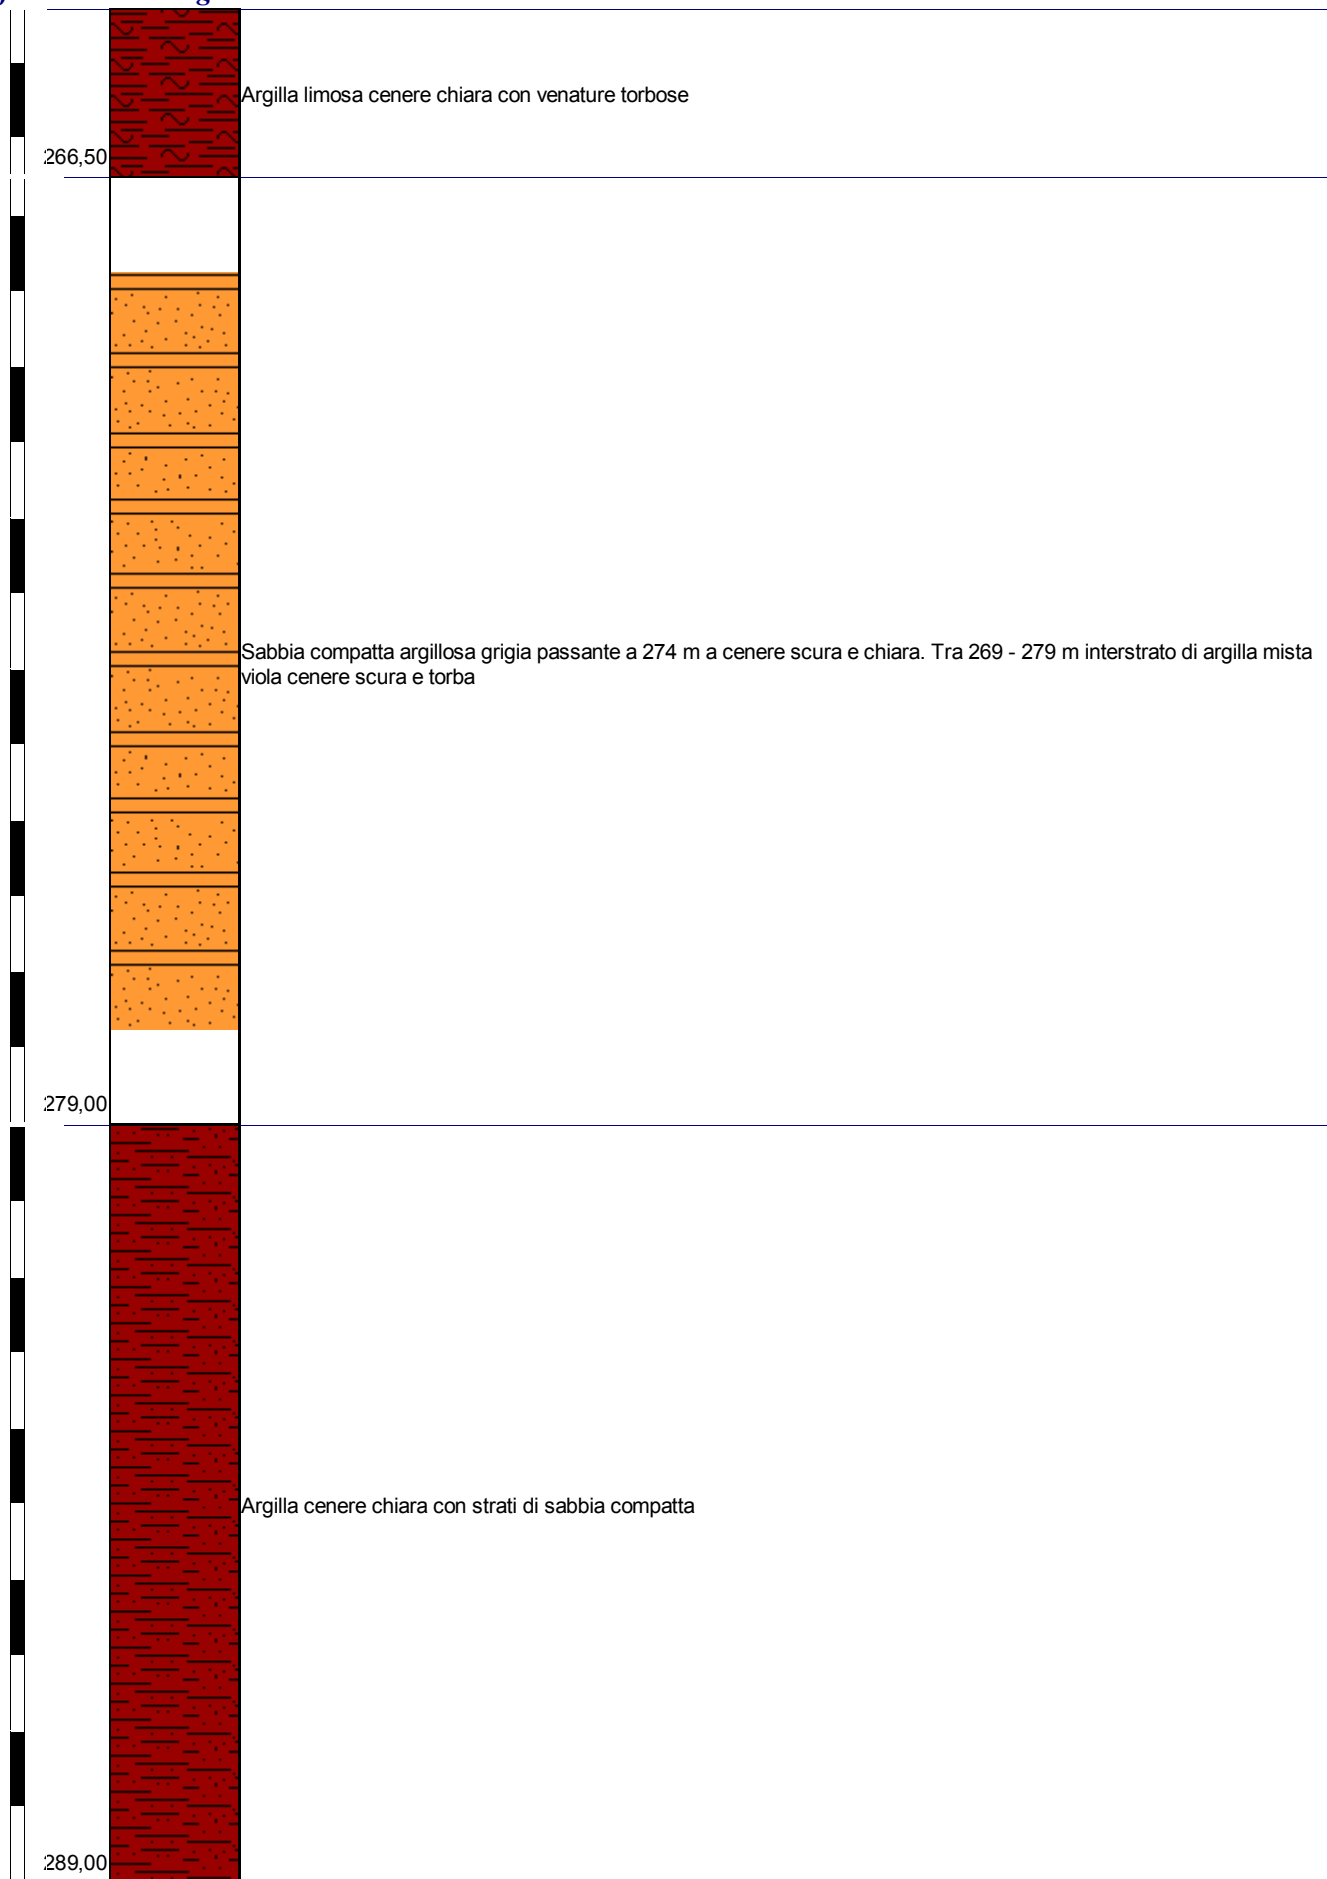 Argilla limosa cenere chiara con venature torbose
266,50
Sabbia compatta argillosa grigia passante a 274 m a cenere scura e chiara. Tra 269 - 279 m interstrato di argilla mista
viola cenere scura e torba
279,00
Argilla cenere chiara con strati di sabbia compatta
289,00